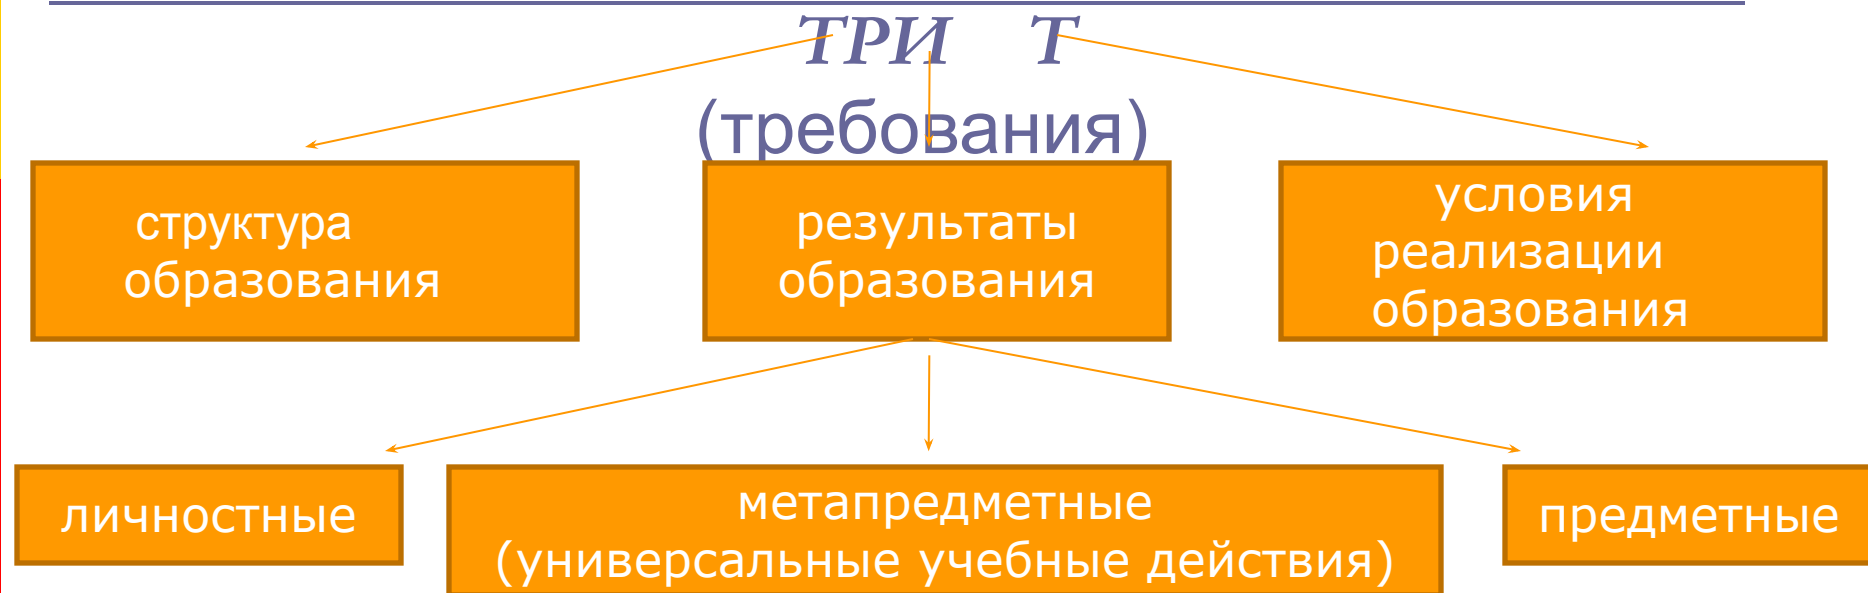 ТРИ Т
(требования)
структура
образования
результаты
образования
условия
реализации
образования
личностные
метапредметные
(универсальные учебные действия)
предметные